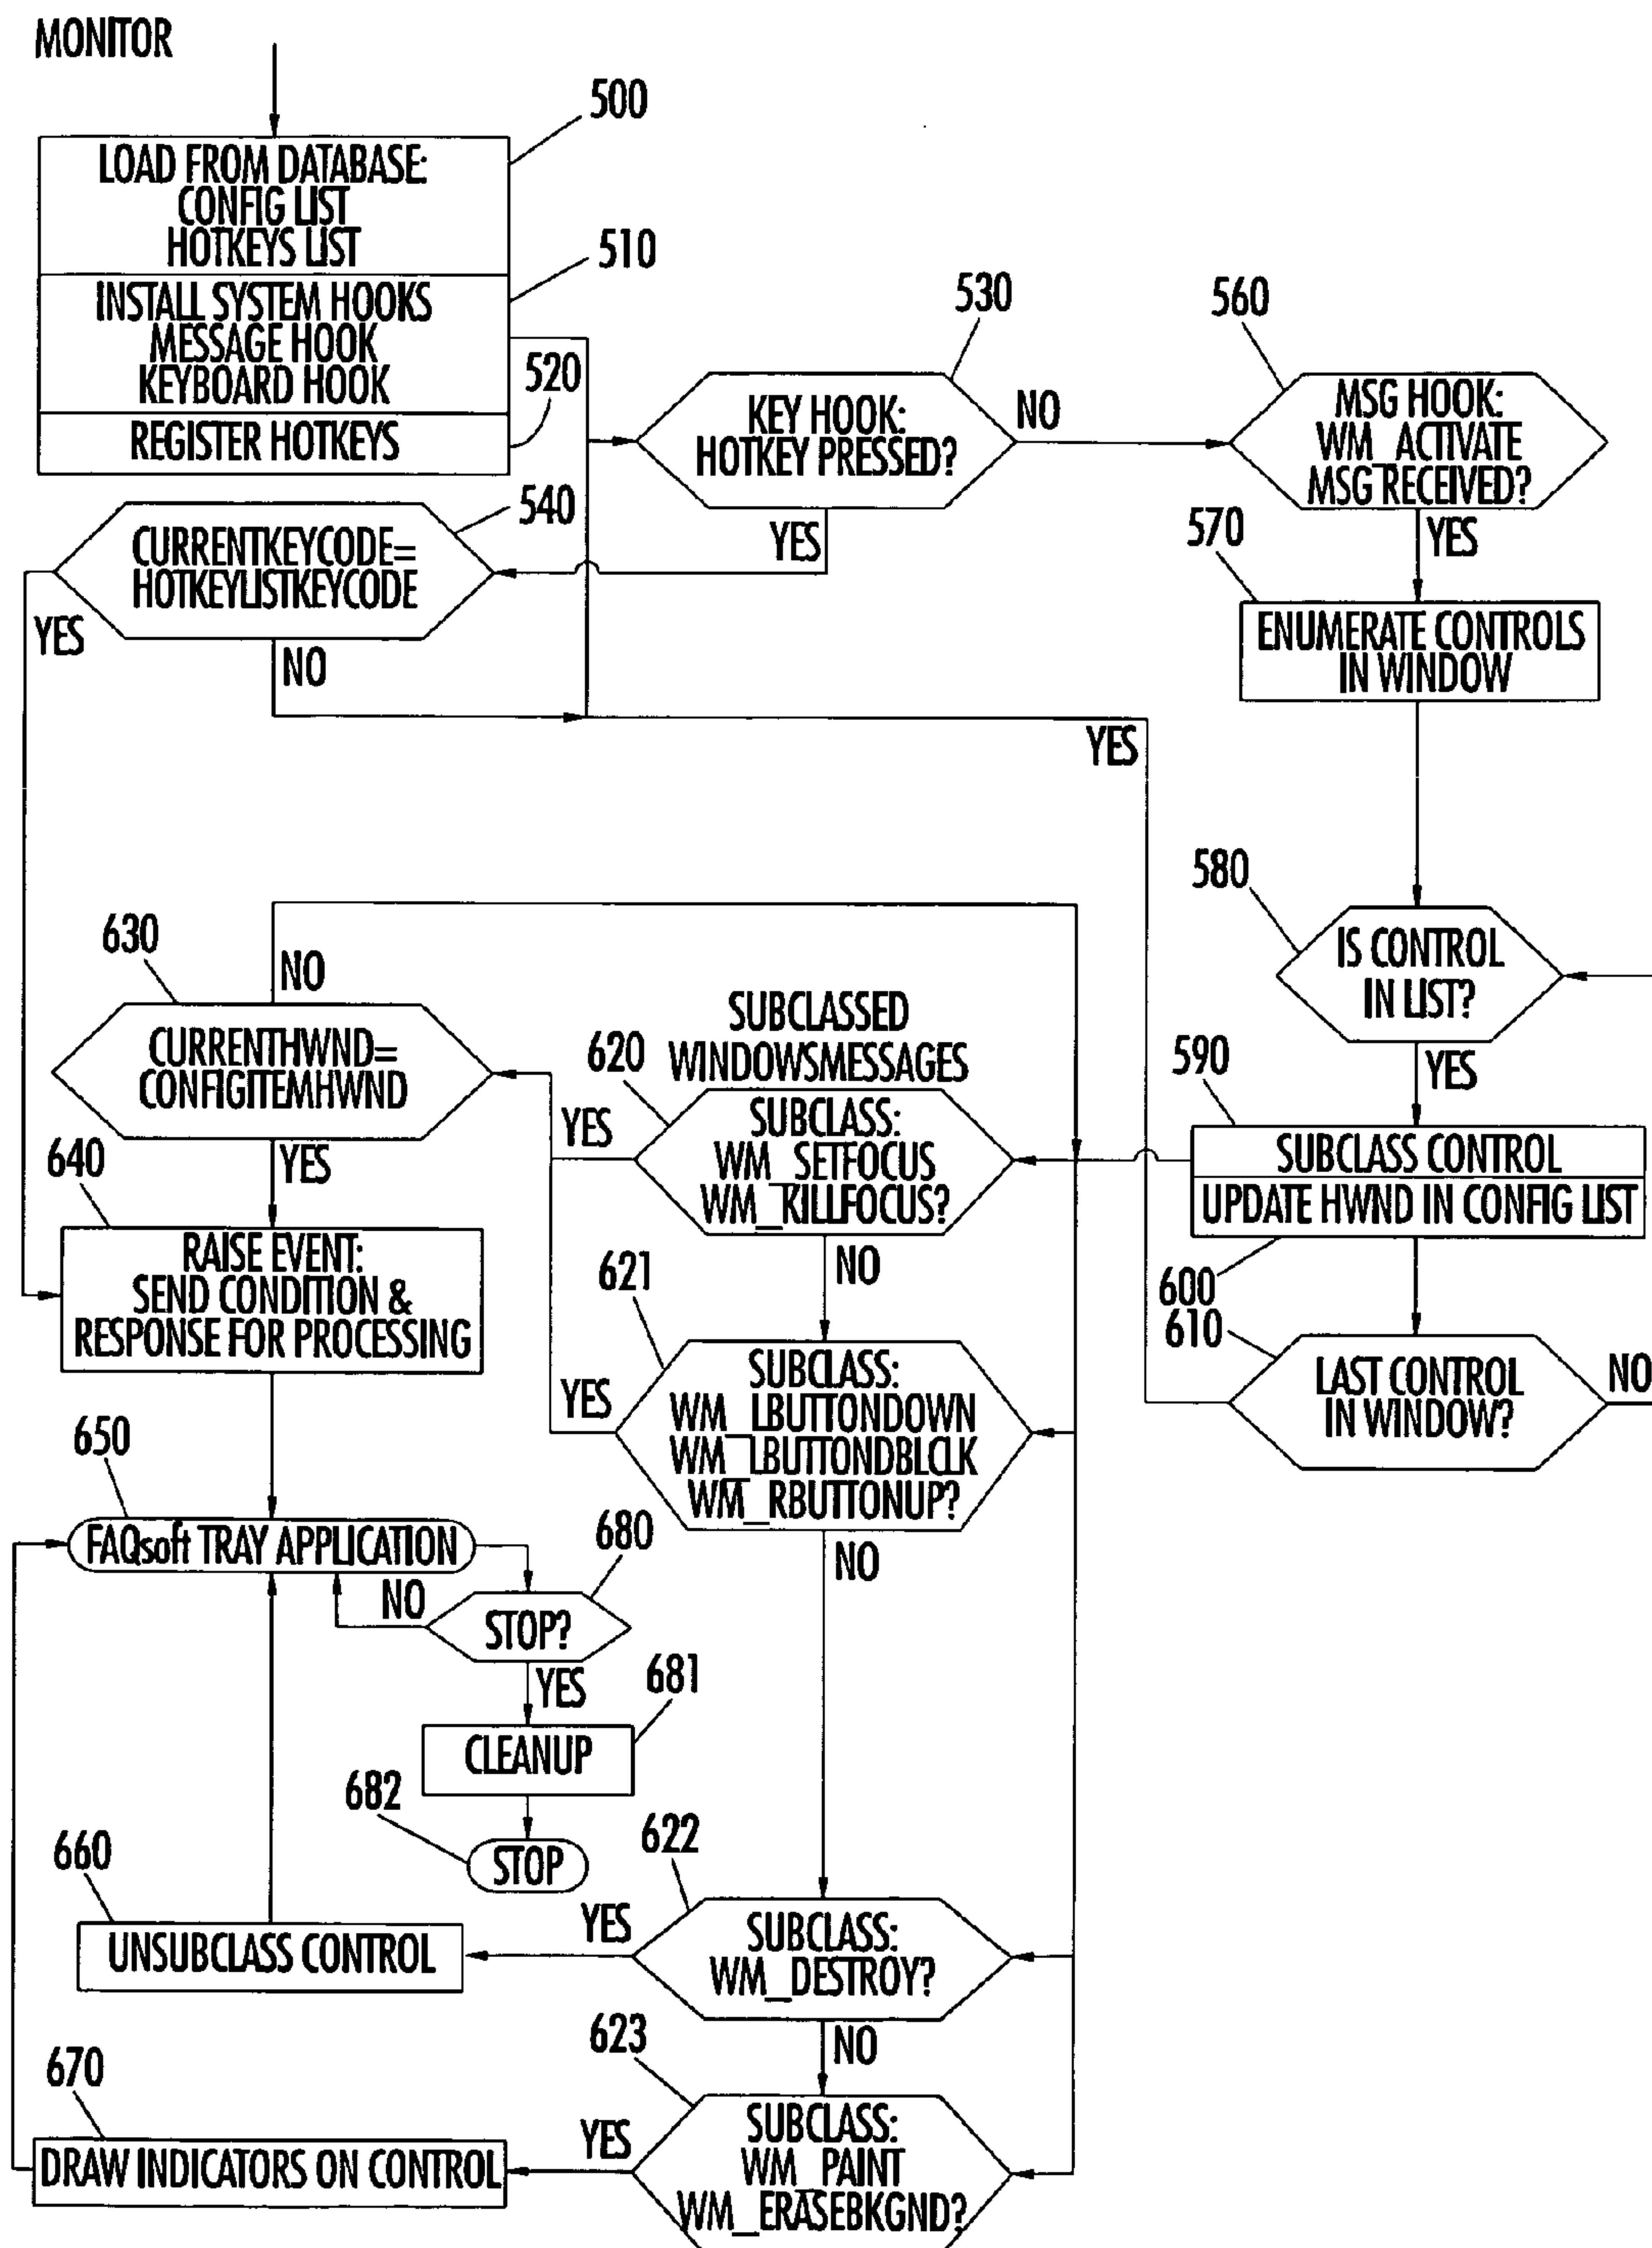 MONITOR
500
LOAD FROM DATABASE:
CONFIG LIST
HOTKEYS LIST
510
INSTALL SYSTEM HOOKS
MESSAGE HOOK
KEYBOARD HOOK
520
REGISTER HOTKEYS
530
KEY HOOK:
HOTKEY PRESSED?
NO
YES
560
MSG HOOK:
WM_ACTIVATE
MSG RECEIVED?
YES
540
CURRENTKEYCODE=
HOTKEYLISTKEYCODE
YES
NO
570
ENUMERATE CONTROLS
IN WINDOW
YES
580
IS CONTROL
IN LIST?
YES
590
SUBCLASS CONTROL
UPDATE HWND IN CONFIG LIST
600
610
LAST CONTROL
IN WINDOW?
NO
630
NO
CURRENTHWND=
CONFIGITEMHWND
YES
SUBCLASSED
WINDOWSMESSAGES
620
SUBCLASS:
WM_SETFOCUS
WM_KILLFOCUS?
YES
NO
640
RAISE EVENT:
SEND CONDITION &
RESPONSE FOR PROCESSING
621
SUBCLASS:
WM_LBUTTONDOWN
WM_LBUTTONDBLCLK
WM_RBUTTONUP?
YES
NO
650
FAQsoft TRAY APPLICATION
680
NO
STOP?
YES
681
CLEANUP
682
STOP
622
SUBCLASS:
WM_DESTROY?
YES
NO
660
UNSUBCLASS CONTROL
623
SUBCLASS:
WM_PAINT
WM_ERASEBKGND?
YES
670
DRAW INDICATORS ON CONTROL